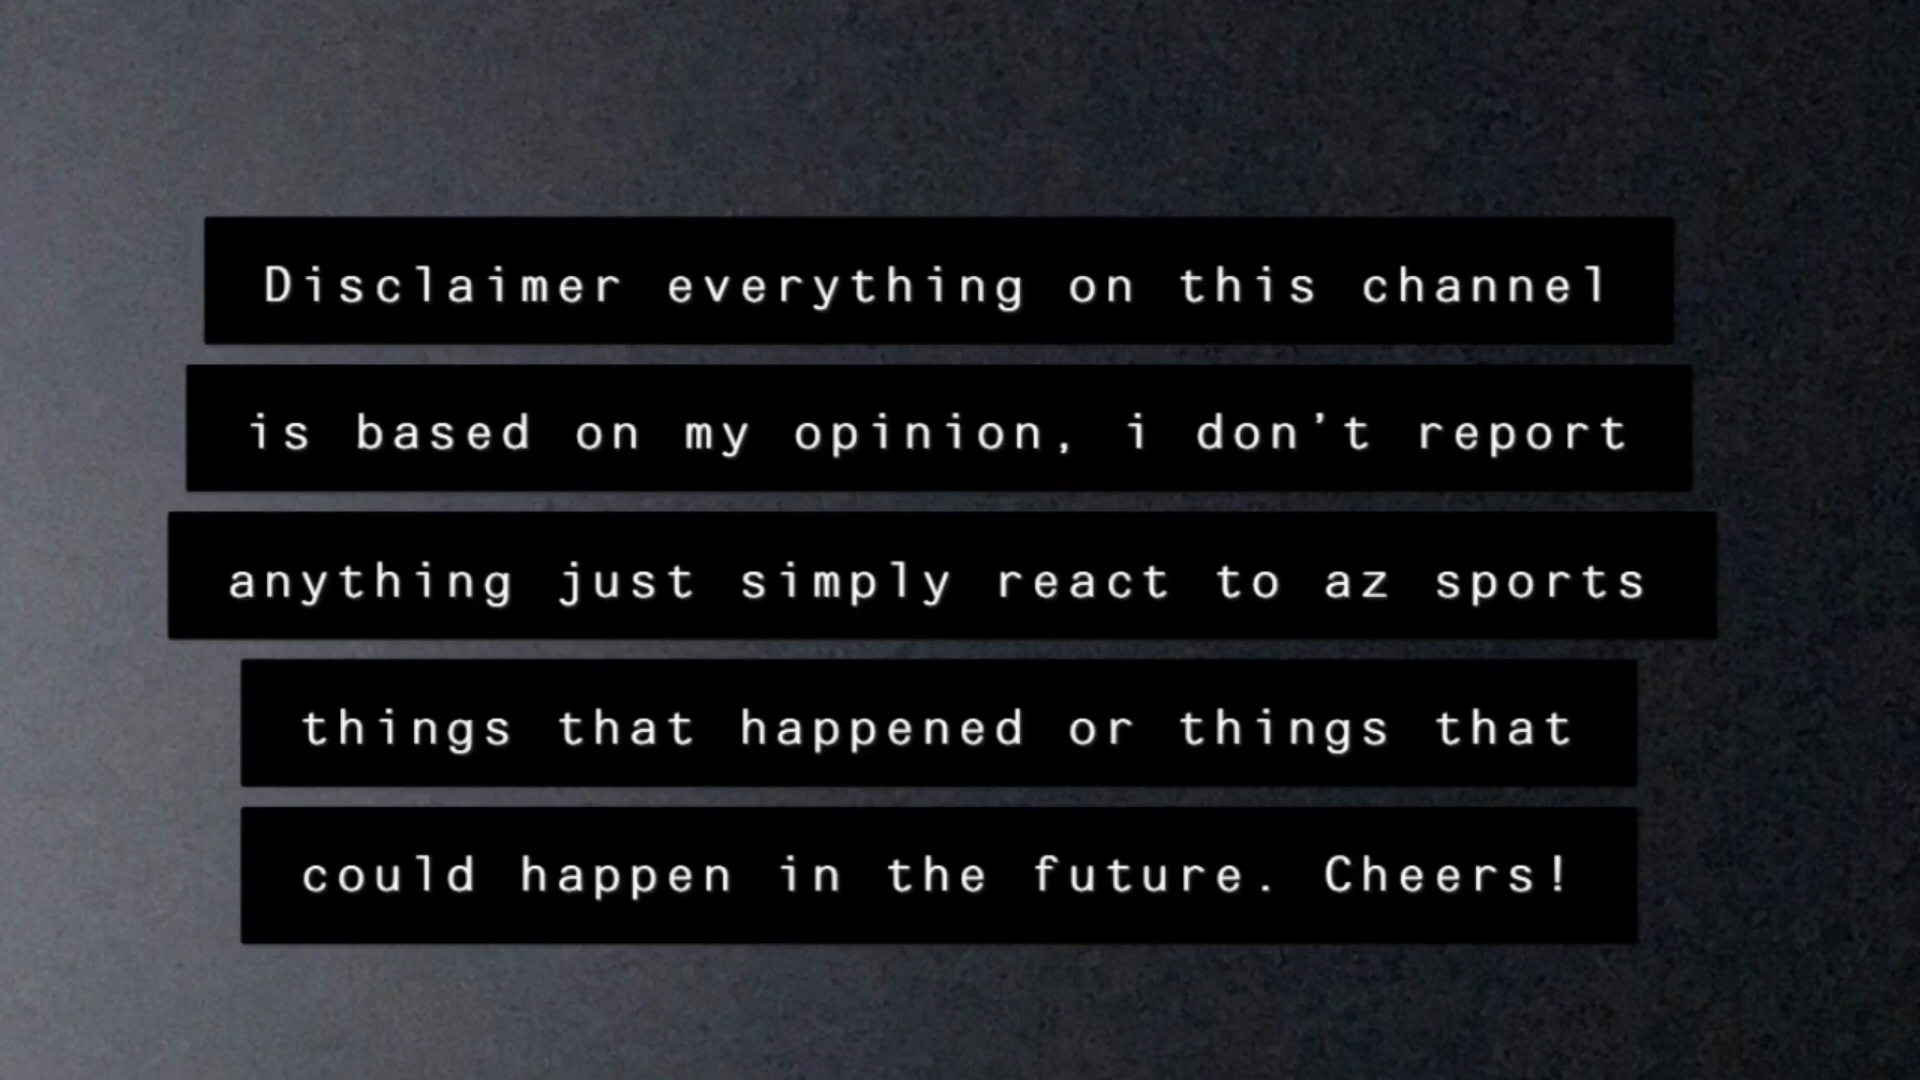 Disclaimer everything on this channel
is based on my opinion, i don't report
anything just simply react to az sports
things that happened or things that
could happen in the future. Cheers!